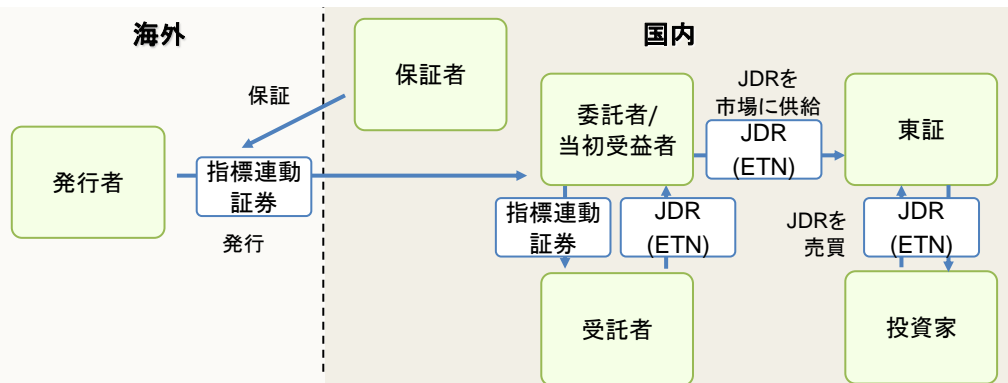 海外
国内
保証者
保証
発行者
指標連動
証券
発行
委託者/
当初受益者
JDRを
市場に供給
JDR
(ETN)
東証
指標連動
証券
JDR
(ETN)
JDRを
売買
JDR
(ETN)
受託者
投資家